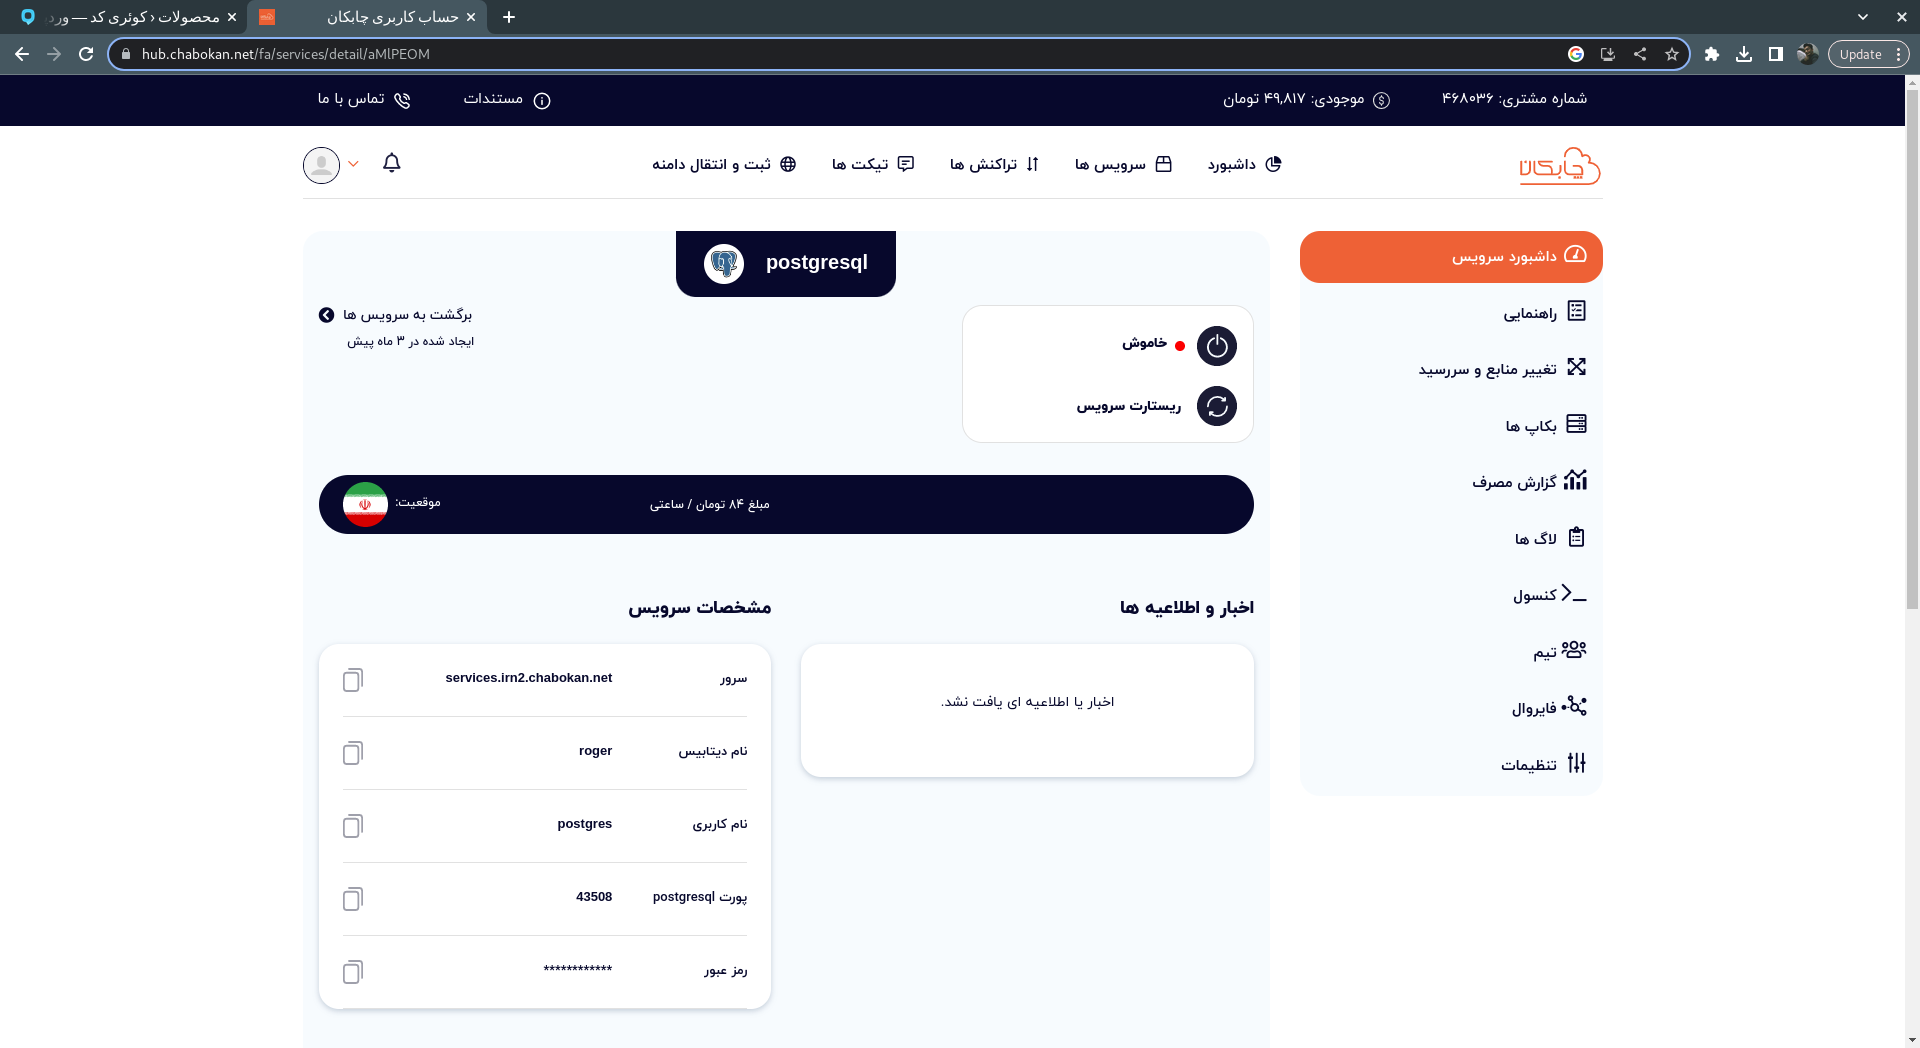 محصولات ‹ کوئری کد — ورد
حساب کاربری چابکان
hub.chabokan.net/fa/services/detail/aMlPEOM
Update
شماره مشتری: ۴۶۸۰۳۶
موجودی: ۴۹,۸۱۷ تومان
مستندات
تماس با ما
چابکان
داشبورد
سرویس ها
تراکنش ها
تیکت ها
ثبت و انتقال دامنه
داشبورد سرویس
راهنمایی
تغییر منابع و سررسید
بکاپ ها
گزارش مصرف
لاگ ها
کنسول
تیم
فایروال
تنظیمات
postgresql
برگشت به سرویس ها
ایجاد شده در ۳ ماه پیش
خاموش
ریستارت سرویس
مبلغ ۸۴ تومان / ساعتی
موقعیت:
اخبار و اطلاعیه ها
اخبار یا اطلاعیه ای یافت نشد.
مشخصات سرویس
سرور services.irn2.chabokan.net
نام دیتابیس roger
نام کاربری postgres
پورت postgresql 43508
رمز عبور ************